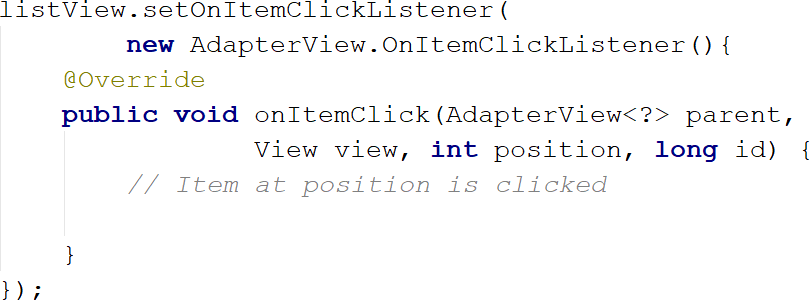 listView.setOnItemClickListener(
new AdapterView.OnItemClickListener(){
@Override
public void onItemClick(AdapterView<?> parent,
View view, int position, long id) {
// Item at position is clicked
}
});